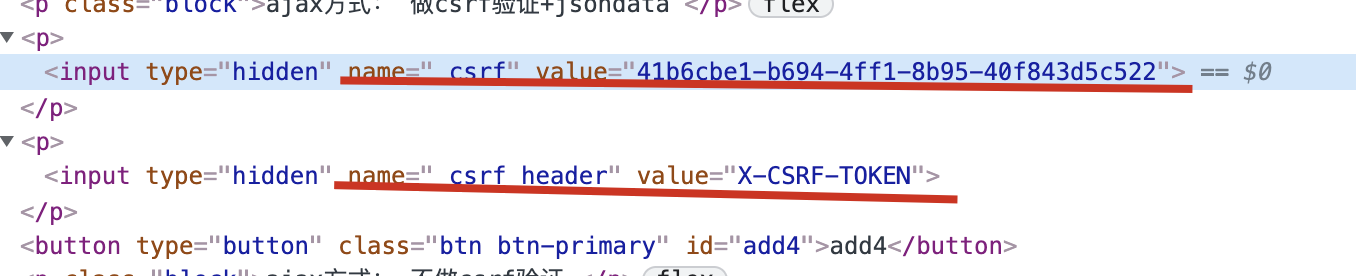 <p class="block">ajax方式： 做csrf验证+jsondata </p> flex
<p>
<input type="hidden" name="_csrf" value="41b6cbe1-b694-4ff1-8b95-40f843d5c522"> == $0
</p>
<p>
<input type="hidden" name="_csrf_header" value="X-CSRF-TOKEN">
</p>
<button type="button" class="btn btn-primary" id="add4">add4</button>
<p class="block">ajax方式： 不做csrf验证 </p> flex